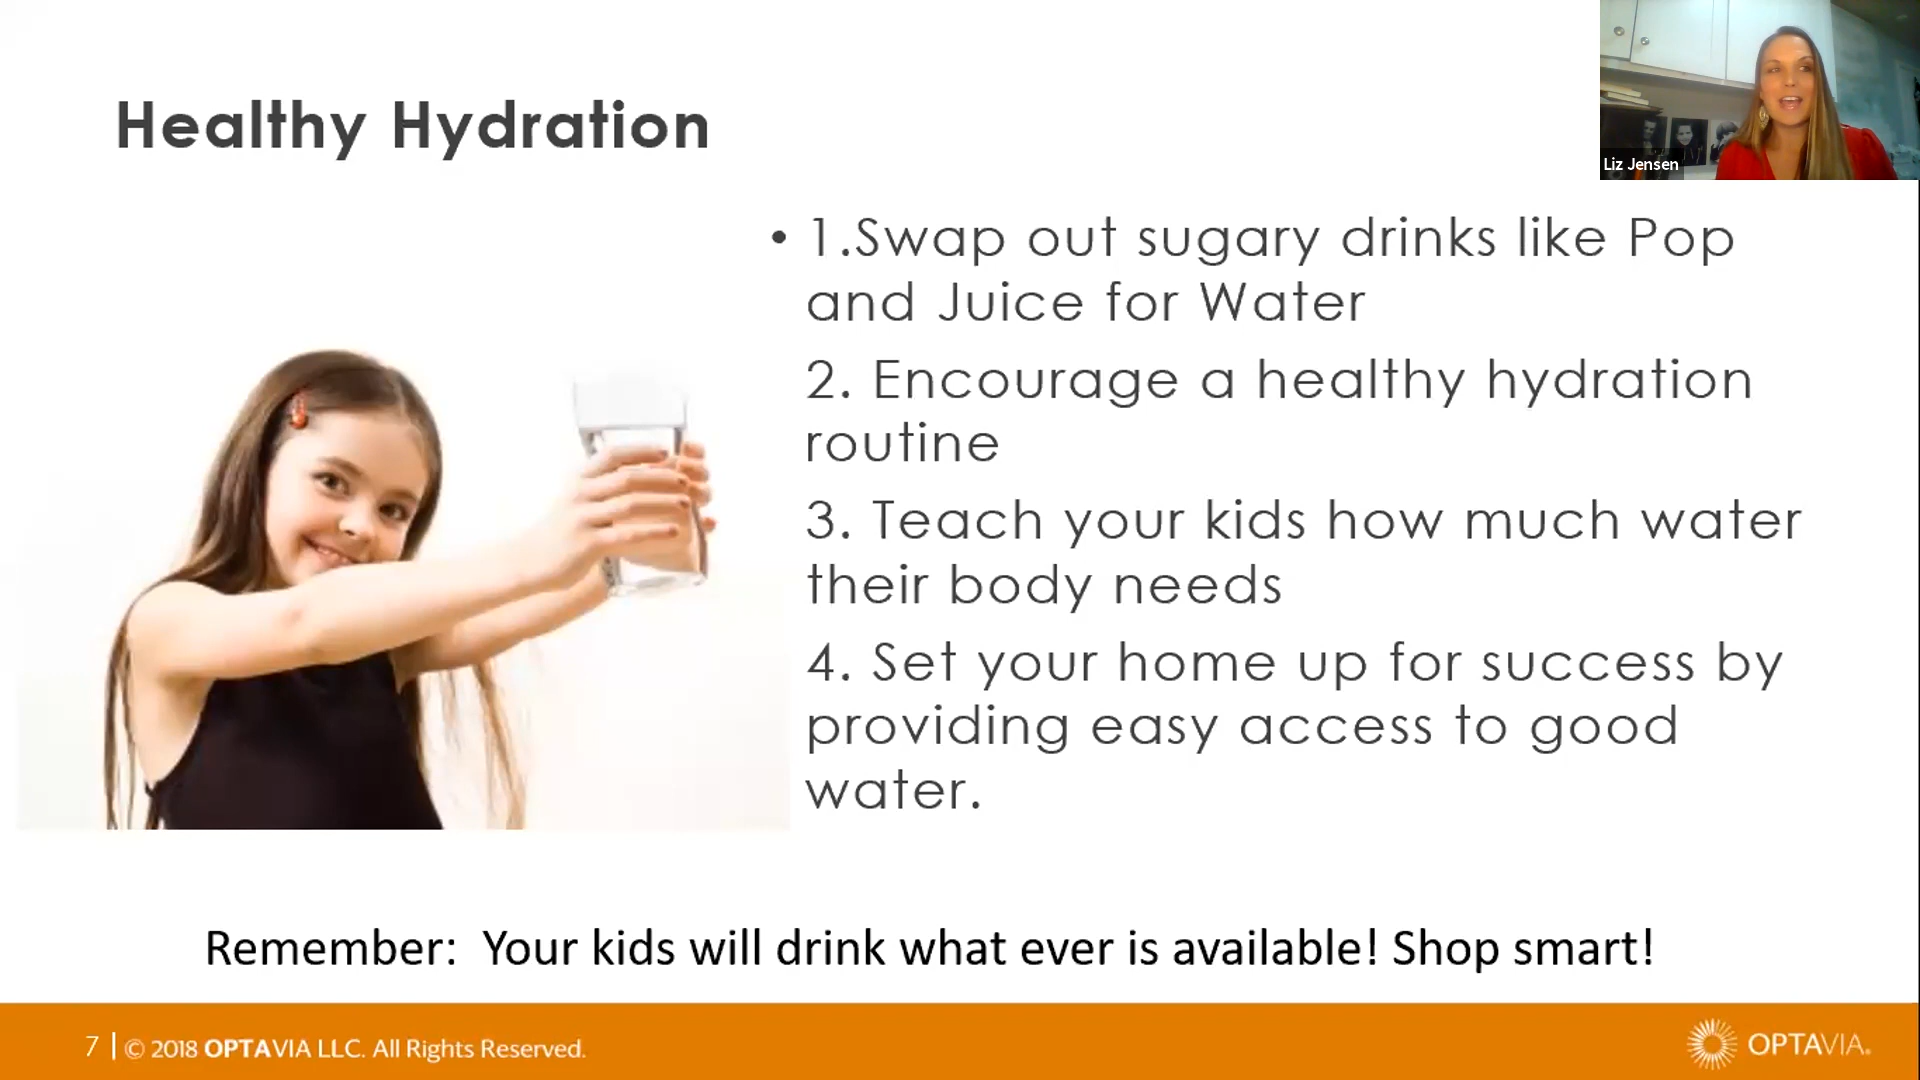 Healthy Hydration
Liz Jensen
• 1.Swap out sugary drinks like Pop
and Juice for Water
2. Encourage a healthy hydration
routine
3. Teach your kids how much water
their body needs
4. Set your home up for success by
providing easy access to good
water.
Remember:  Your kids will drink what ever is available! Shop smart!
7 | © 2018 OPTAVIA LLC. All Rights Reserved.
OPTAVIA®